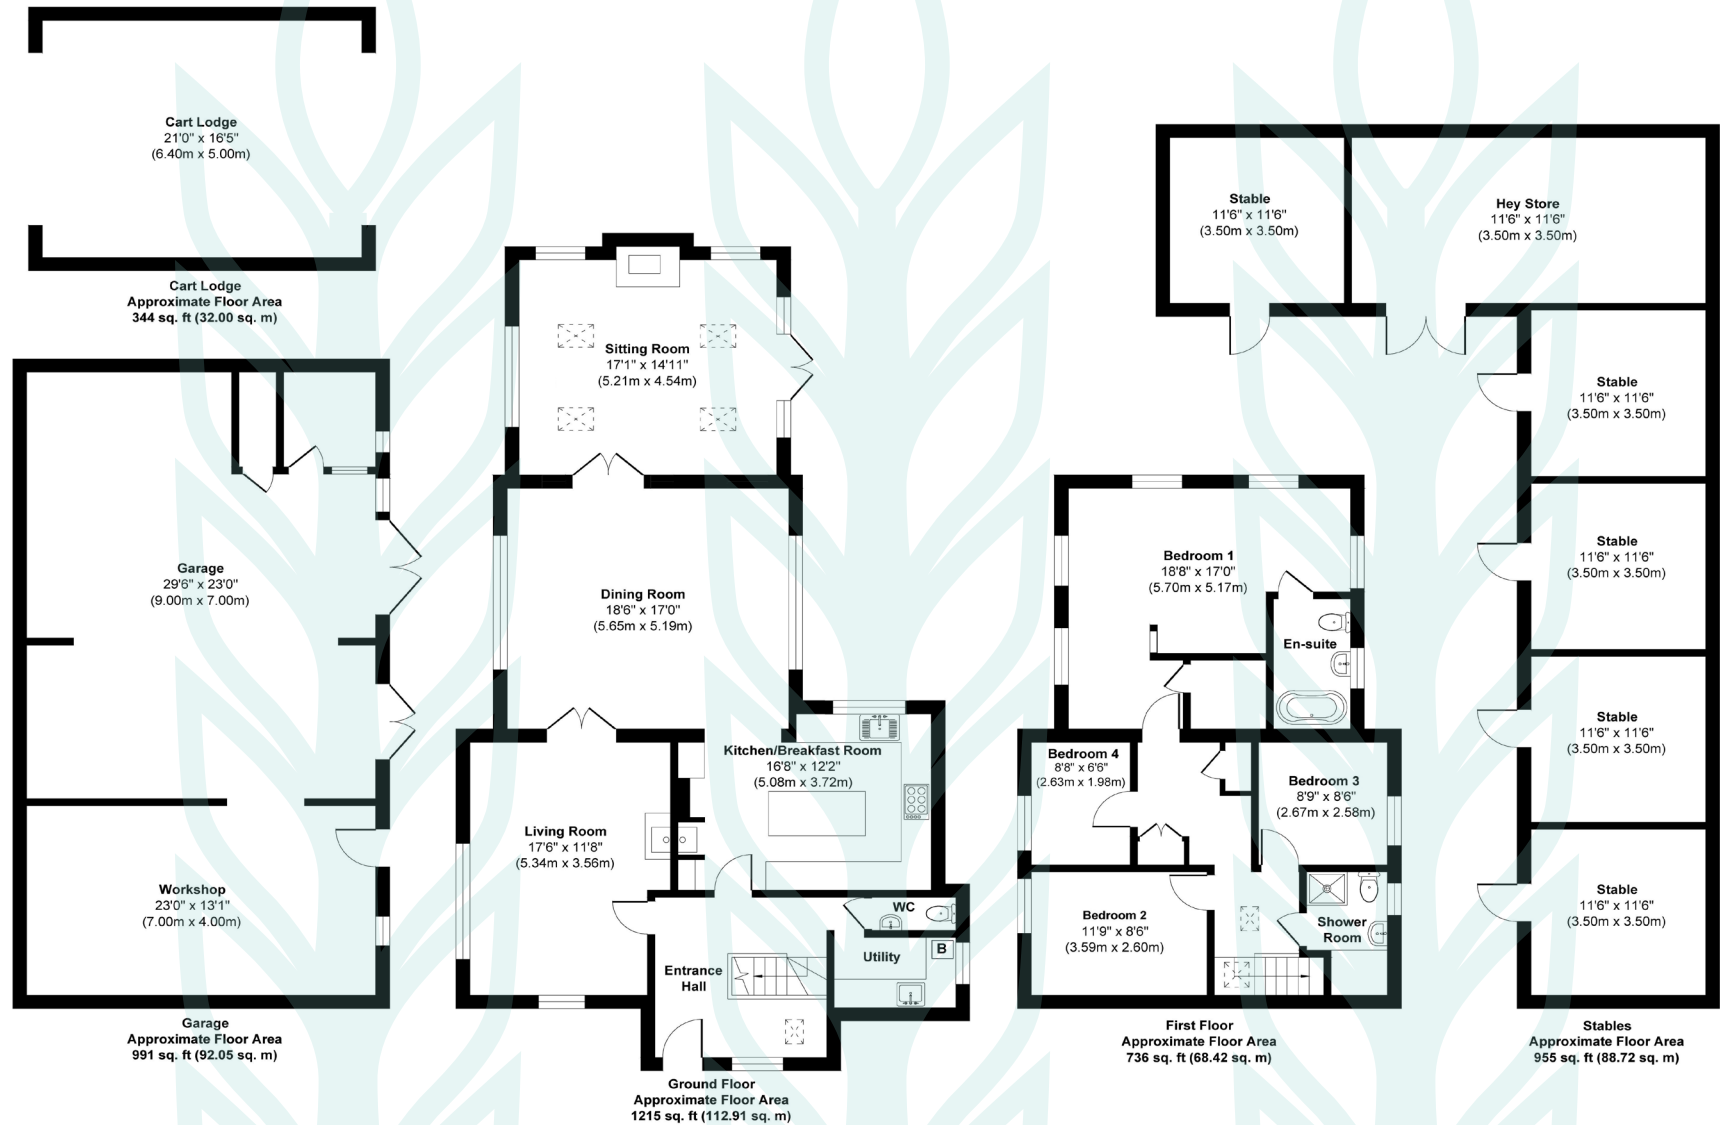 Cart Lodge
21'0" x 16'5"
(6.40m x 5.00m)
Cart Lodge
Approximate Floor Area
344 sq. ft (32.00 sq. m)
Garage
29'6" x 23'0"
(9.00m x 7.00m)
Workshop
23'0" x 13'1"
(7.00m x 4.00m)
Garage
Approximate Floor Area
991 sq. ft (92.05 sq. m)
Sitting Room
17'1" x 14'11"
(5.21m x 4.54m)
Dining Room
18'6" x 17'0"
(5.65m x 5.19m)
Kitchen/Breakfast Room
16'8" x 12'2"
(5.08m x 3.72m)
Living Room
17'6" x 11'8"
(5.34m x 3.56m)
WC
Utility
B
Entrance
Hall
Ground Floor
Approximate Floor Area
1215 sq. ft (112.91 sq. m)
Bedroom 1
18'8" x 17'0"
(5.70m x 5.17m)
En-suite
Bedroom 4
8'8" x 6'6"
(2.63m x 1.98m)
Bedroom 3
8'9" x 8'6"
(2.67m x 2.58m)
Bedroom 2
11'9" x 8'6"
(3.59m x 2.60m)
Shower
Room
First Floor
Approximate Floor Area
736 sq. ft (68.42 sq. m)
Stable
11'6" x 11'6"
(3.50m x 3.50m)
Hey Store
11'6" x 11'6"
(3.50m x 3.50m)
Stable
11'6" x 11'6"
(3.50m x 3.50m)
Stable
11'6" x 11'6"
(3.50m x 3.50m)
Stable
11'6" x 11'6"
(3.50m x 3.50m)
Stable
11'6" x 11'6"
(3.50m x 3.50m)
Stables
Approximate Floor Area
955 sq. ft (88.72 sq. m)